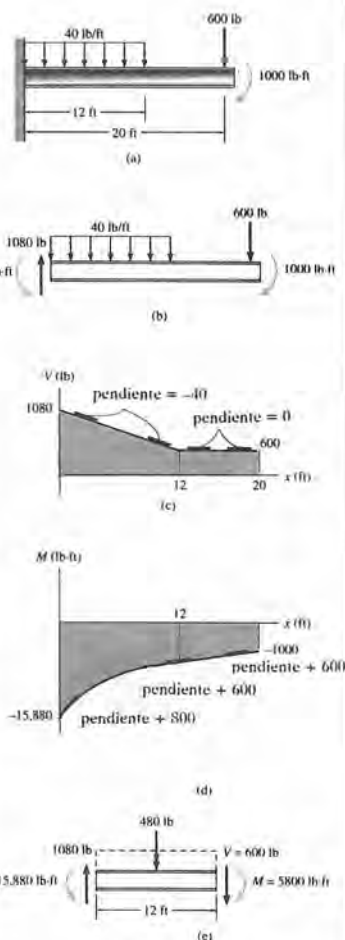 600 lb
40 lb/ft
1000 lb·ft
12 ft
20 ft
(a)
600 lb
40 lb/ft
1080 lb
·ft
1000 lb·ft
(b)
V (lb)
pendiente = –40
pendiente = 0
1080
600
12
20
x (ft)
(c)
M (lb·ft)
12
x (ft)
–1000
pendiente + 600
pendiente + 600
–15,880
pendiente + 800
(d)
480 lb
1080 lb
V = 600 lb
15,880 lb·ft
M = 5800 lb·ft
12 ft
(e)